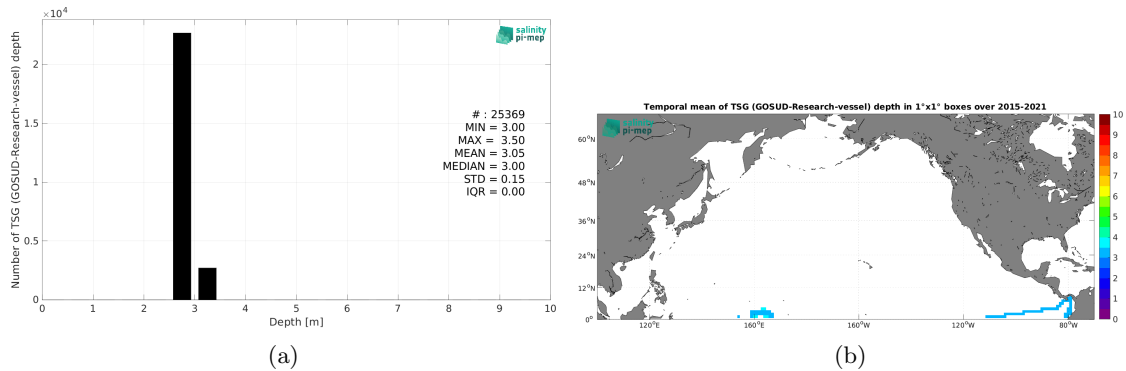 ×10⁴
salinity
pi-mep
Number of TSG (GOSUD-Research-vessel) depth
2
1.5
1
0.5
0
# : 25369
MIN = 3.00
MAX = 3.50
MEAN = 3.05
MEDIAN = 3.00
STD = 0.15
IQR = 0.00
0 1 2 3 4 5 6 7 8 9 10
Depth [m]
(a)
Temporal mean of TSG (GOSUD-Research-vessel) depth in 1°x1° boxes over 2015-2021
salinity
pi-mep
60°N
48°N
36°N
24°N
12°N
0°
120°E 160°E 160°W 120°W 80°W
10
9
8
7
6
5
4
3
2
1
0
(b)